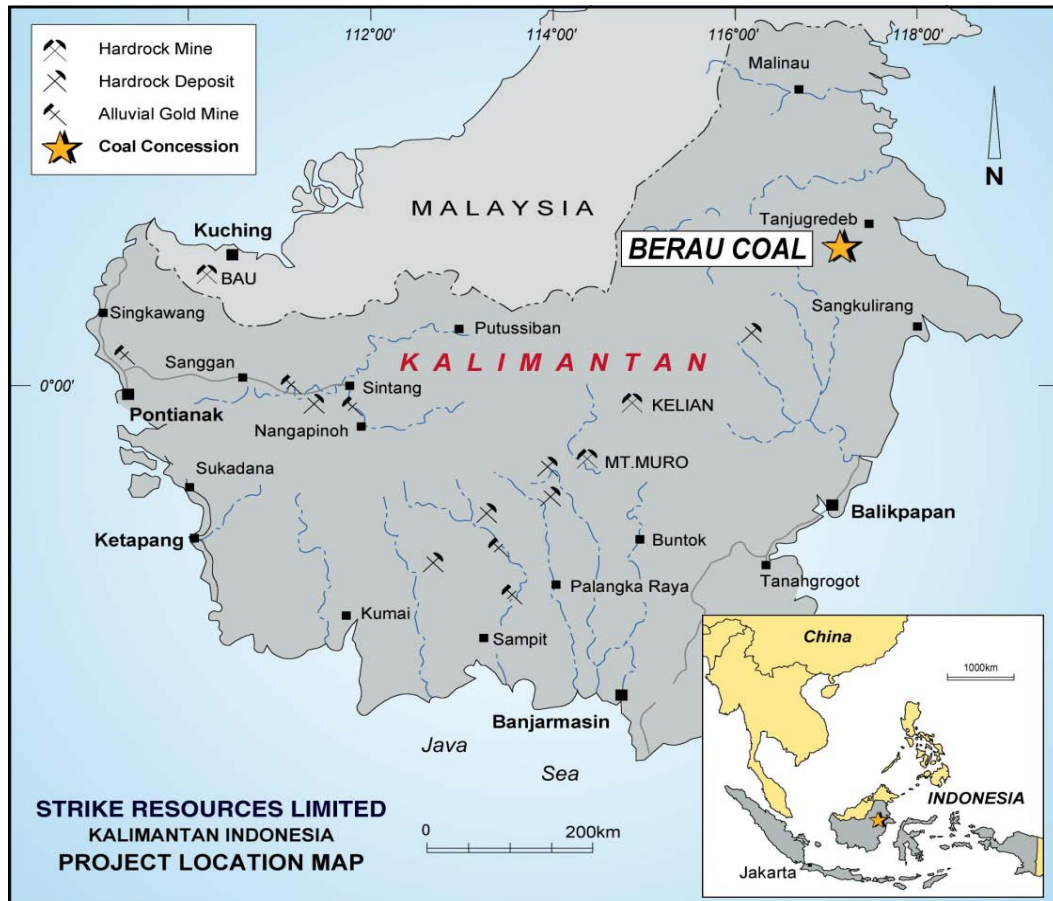 112°00'
114°00'
116°00'
118°00'
Hardrock Mine
Hardrock Deposit
Alluvial Gold Mine
Coal Concession
Malinau
N
MALAYSIA
Kuching
BAU
Tanjugredeb
BERAU COAL
Singkawang
Sangkulirang
Putussiban
Sanggan
KALIMANTAN
0°00'
Sintang
Pontianak
KELIAN
Nangapinoh
Sukadana
MT.MURO
Balikpapan
Ketapang
Buntok
Tanahgrogot
Palangka Raya
Kumai
Sampit
Banjarmasin
Java
Sea
STRIKE RESOURCES LIMITED
KALIMANTAN INDONESIA
PROJECT LOCATION MAP
0 200km
China
1000km
INDONESIA
Jakarta